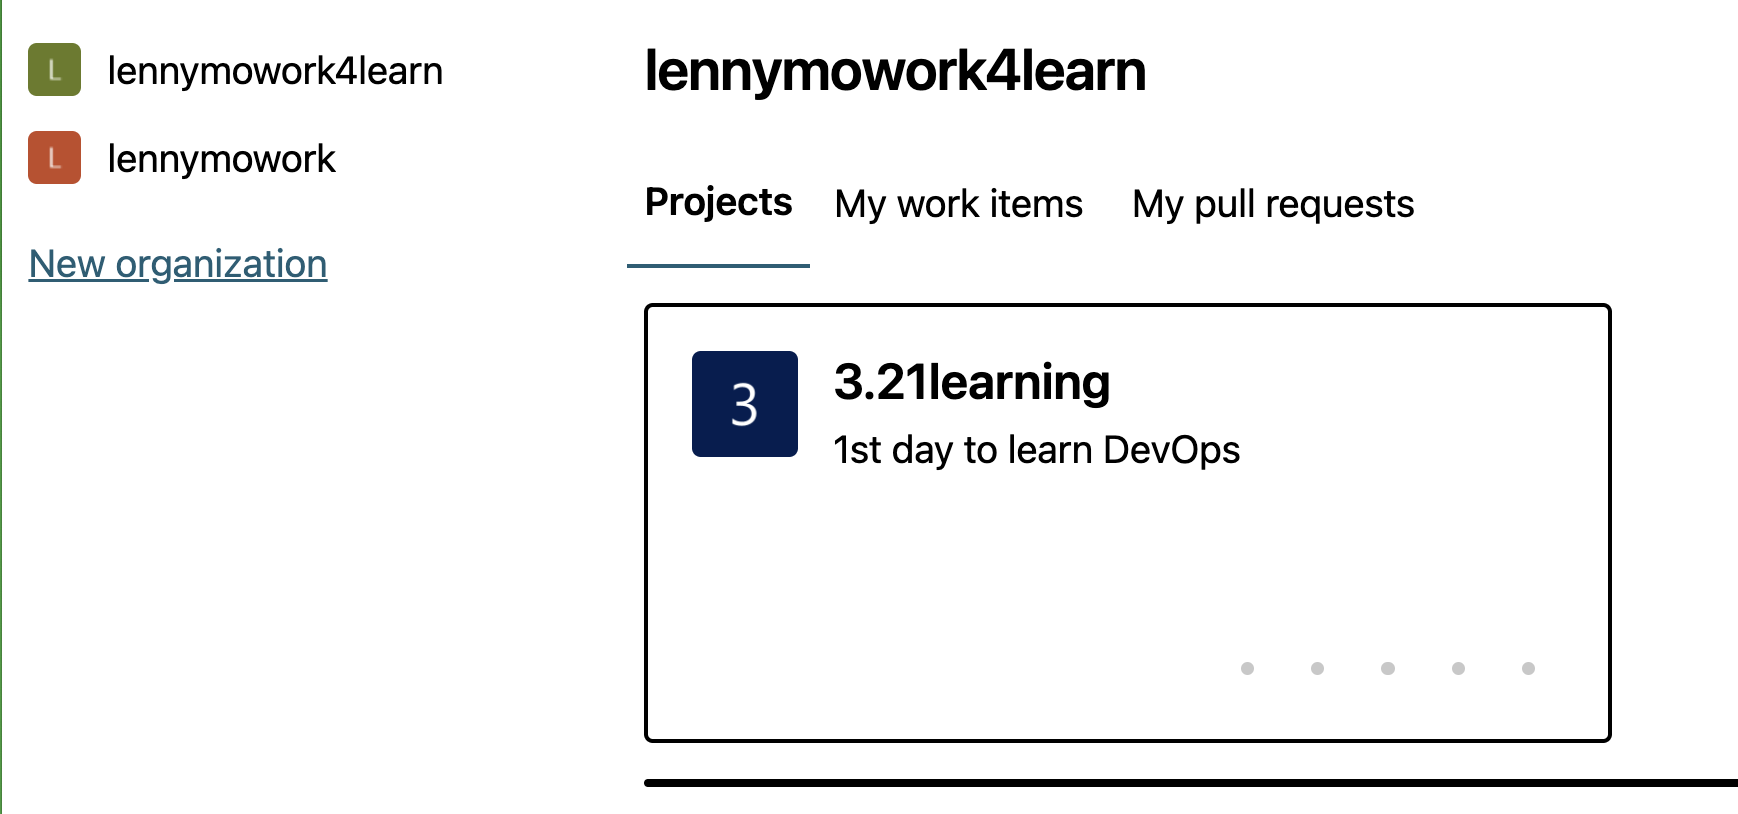 L lennymowork4learn
L lennymowork
New organization
lennymowork4learn
Projects My work items My pull requests
3 3.21learning
1st day to learn DevOps